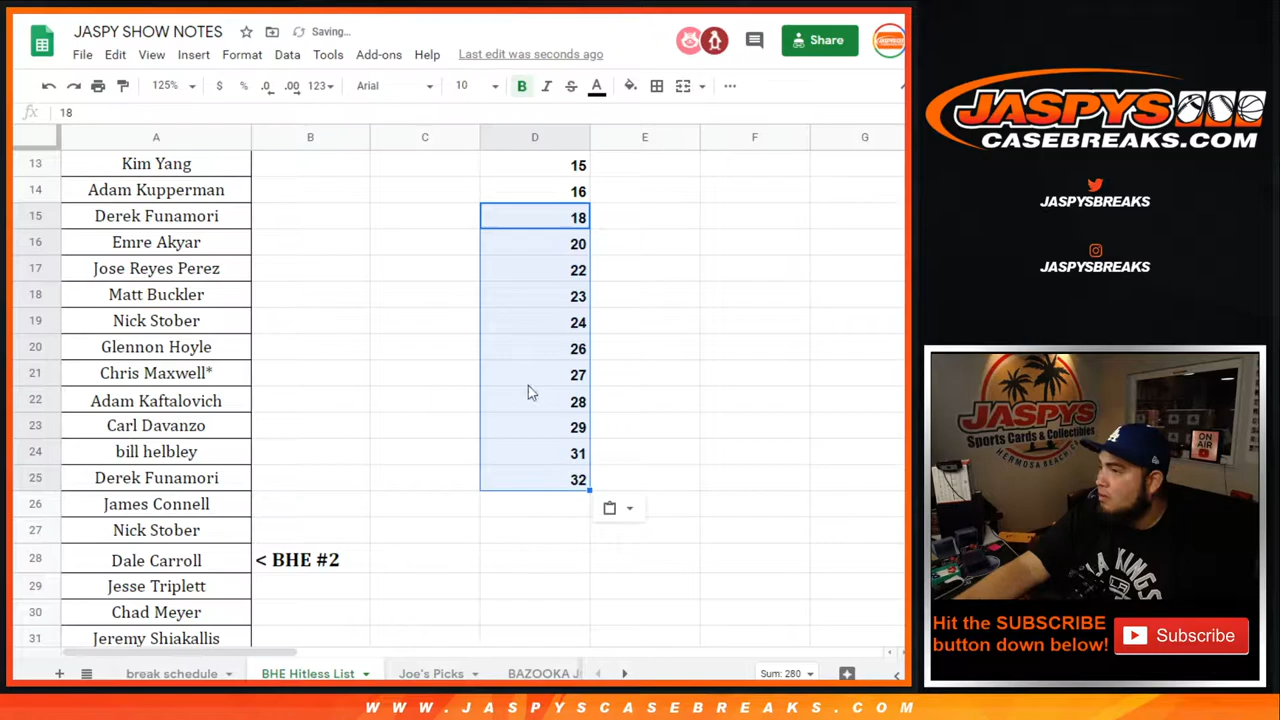 JASPY SHOW NOTES Saving...
File Edit View Insert Format Data Tools Add-ons Help Last edit was seconds ago
Share
125% $ % .0 .00 123 Arial 10 B I S A
fx 18
A B C D E F G
13 Kim Yang 15
14 Adam Kupperman 16
15 Derek Funamori 18
16 Emre Akyar 20
17 Jose Reyes Perez 22
18 Matt Buckler 23
19 Nick Stober 24
20 Glennon Hoyle 26
21 Chris Maxwell* 27
22 Adam Kaftalovich 28
23 Carl Davanzo 29
24 bill helbley 31
25 Derek Funamori 32
26 James Connell
27 Nick Stober
28 Dale Carroll < BHE #2
29 Jesse Triplett
30 Chad Meyer
31 Jeremy Shiakallis
break schedule BHE Hitless List Joe's Picks BAZOOKA Sum: 280
JASPYS
CASEBREAKS.COM
JASPYSBREAKS
JASPYSBREAKS
JASPYS
Sports Cards & Collectibles
HERMOSA BEACH
ON AIR
LA KINGS
Hit the SUBSCRIBE
button down below!
Subscribe
WWW.JASPYSCASEBREAKS.COM